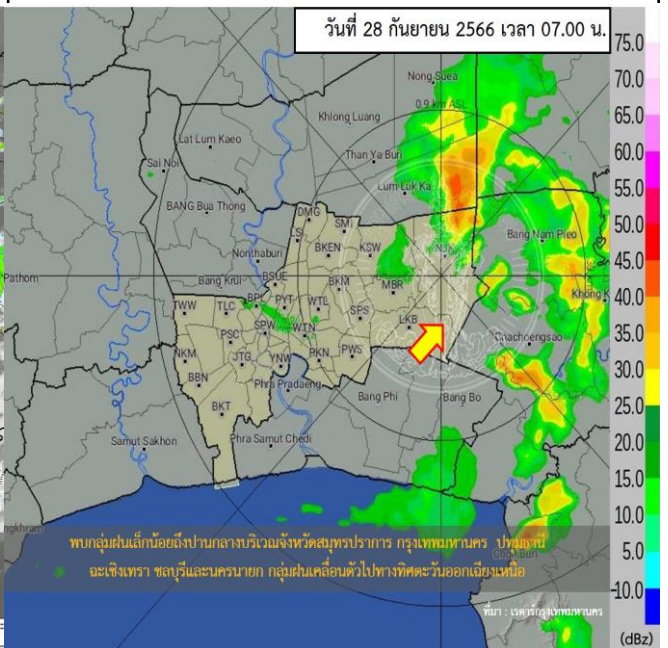 วันที่ 28 กันยายน 2566 เวลา 07.00 น.
75.0
70.0
65.0
60.0
55.0
50.0
45.0
40.0
35.0
30.0
25.0
20.0
15.0
10.0
5.0
-10.0
(dBz)
Nong Suea
0.9 km ASL
Khlong Luang
Lat Lum Kaeo
Than Ya Buri
Sai Noi
Lum Luk Ka
BANG Bua Thong
DMG
SMI
LS
BKEN
KSW
NJK
Bang Nam Pieo
Nonthaburi
Pathom
Bang Krui
BSUE
BKM
MBR
Khong K
TWW
TLC
BPL
PYT
WTL
SPS
LKB
PSC
SPW
WTN
Chachoengsao
NKM
JTG
YNW
PKN
PWS
BBN
Phra Pradaeng
Bang Phi
Bang Bo
BKT
Samut Sakhon
Phra Samut Chedi
ngkhram
Chon Buri
พบกลุ่มฝนเล็กน้อยถึงปานกลางบริเวณจังหวัดสมุทรปราการ กรุงเทพมหานคร ปทุมธานี
ฉะเชิงเทรา ชลบุรีและนครนายก กลุ่มฝนเคลื่อนตัวไปทางทิศตะวันออกเฉียงเหนือ
ที่มา : เรดาร์กรุงเทพมหานคร